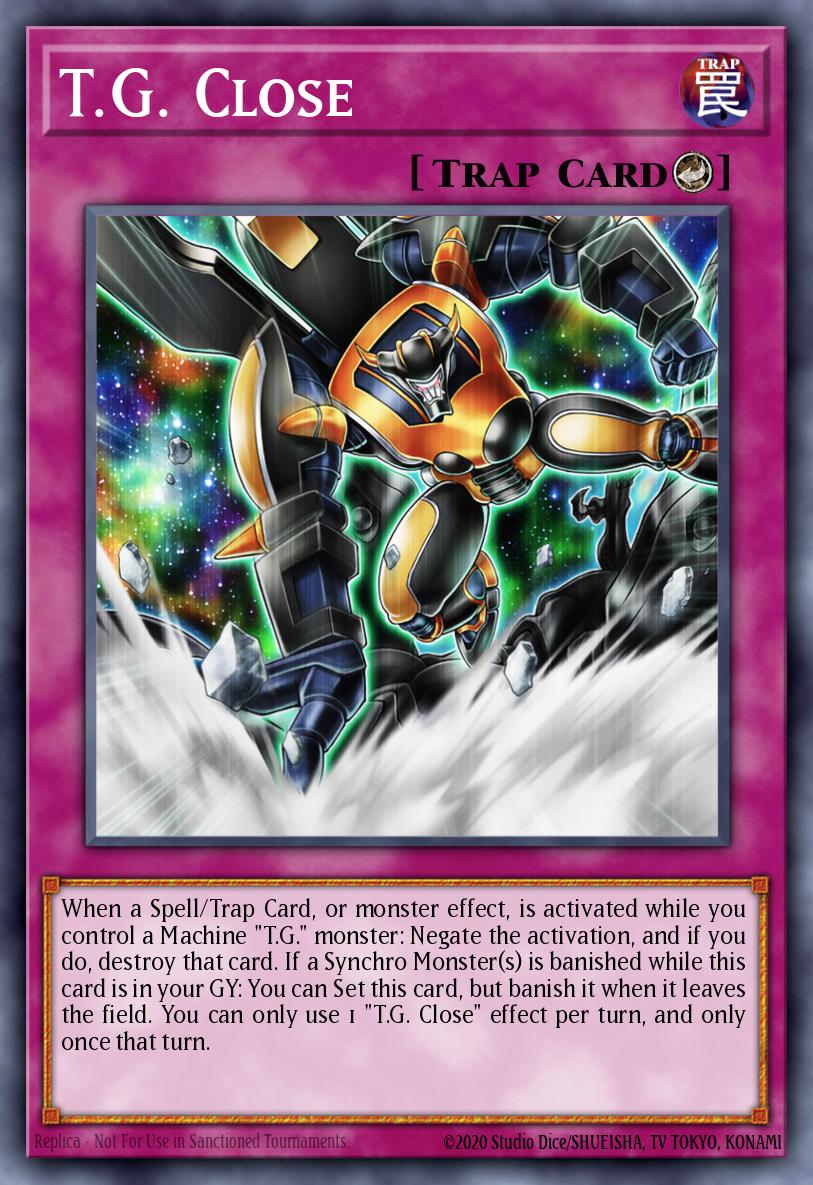 T.G. Close
TRAP
罠
[ Trap Card ]
When a Spell/Trap Card, or monster effect, is activated while you
control a Machine "T.G." monster: Negate the activation, and if you
do, destroy that card. If a Synchro Monster(s) is banished while this
card is in your GY: You can Set this card, but banish it when it leaves
the field. You can only use 1 "T.G. Close" effect per turn, and only
once that turn.
Replica - Not For Use in Sanctioned Tournaments.
©2020 Studio Dice/SHUEISHA, TV TOKYO, KONAMI